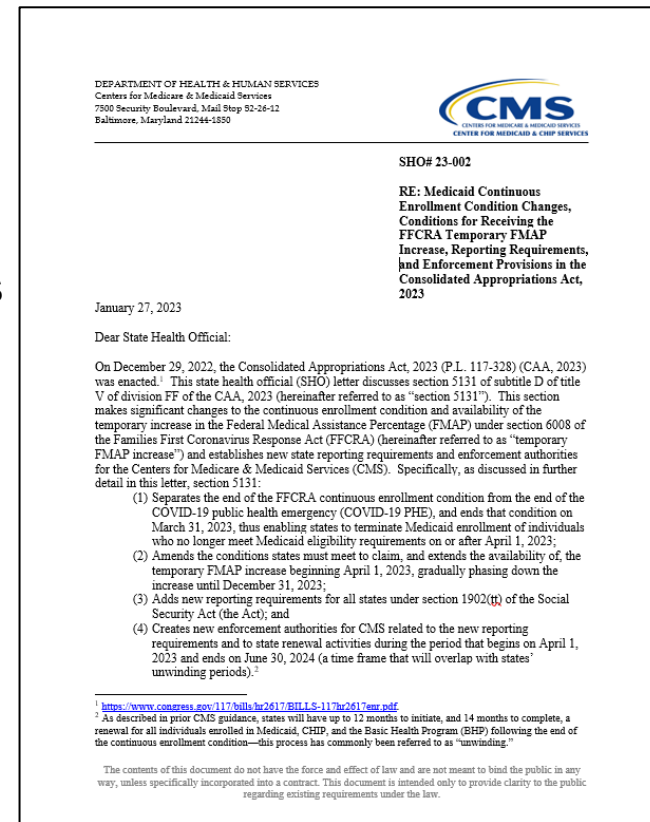 DEPARTMENT OF HEALTH & HUMAN SERVICES
Centers for Medicare & Medicaid Services
7500 Security Boulevard, Mail Stop S2-26-12
Baltimore, Maryland 21244-1850
CMS
CENTERS FOR MEDICARE & MEDICAID SERVICES
CENTER FOR MEDICAID & CHIP SERVICES
SHO# 23-002
RE: Medicaid Continuous
Enrollment Condition Changes,
Conditions for Receiving the
FFCRA Temporary FMAP
Increase, Reporting Requirements,
and Enforcement Provisions in the
Consolidated Appropriations Act,
2023
January 27, 2023
Dear State Health Official:
On December 29, 2022, the Consolidated Appropriations Act, 2023 (P.L. 117-328) (CAA, 2023)
was enacted.1 This state health official (SHO) letter discusses section 5131 of subtitle D of title
V of division FF of the CAA, 2023 (hereinafter referred to as “section 5131”). This section
makes significant changes to the continuous enrollment condition and availability of the
temporary increase in the Federal Medical Assistance Percentage (FMAP) under section 6008 of
the Families First Coronavirus Response Act (FFCRA) (hereinafter referred to as “temporary
FMAP increase”) and establishes new state reporting requirements and enforcement authorities
for the Centers for Medicare & Medicaid Services (CMS). Specifically, as discussed in further
detail in this letter, section 5131:
(1) Separates the end of the FFCRA continuous enrollment condition from the end of the
COVID-19 public health emergency (COVID-19 PHE), and ends that condition on
March 31, 2023, thus enabling states to terminate Medicaid enrollment of individuals
who no longer meet Medicaid eligibility requirements on or after April 1, 2023;
(2) Amends the conditions states must meet to claim, and extends the availability of, the
temporary FMAP increase beginning April 1, 2023, gradually phasing down the
increase until December 31, 2023;
(3) Adds new reporting requirements for all states under section 1902(tt) of the Social
Security Act (the Act); and
(4) Creates new enforcement authorities for CMS related to the new reporting
requirements and to state renewal activities during the period that begins on April 1,
2023 and ends on June 30, 2024 (a time frame that will overlap with states’
unwinding periods).2
1 https://www.congress.gov/117/bills/hr2617/BILLS-117hr2617enr.pdf.
2 As described in prior CMS guidance, states will have up to 12 months to initiate, and 14 months to complete, a
renewal for all individuals enrolled in Medicaid, CHIP, and the Basic Health Program (BHP) following the end of
the continuous enrollment condition—this process has commonly been referred to as “unwinding.”
The contents of this document do not have the force and effect of law and are not meant to bind the public in any
way, unless specifically incorporated into a contract. This document is intended only to provide clarity to the public
regarding existing requirements under the law.